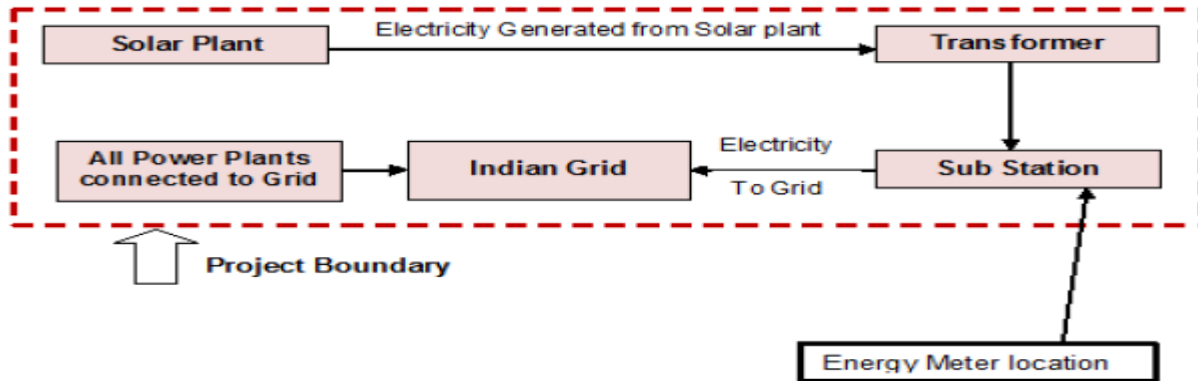 Solar Plant
Electricity Generated from Solar plant
Transformer
All Power Plants
connected to Grid
Indian Grid
Electricity
To Grid
Sub Station
Project Boundary
Energy Meter location